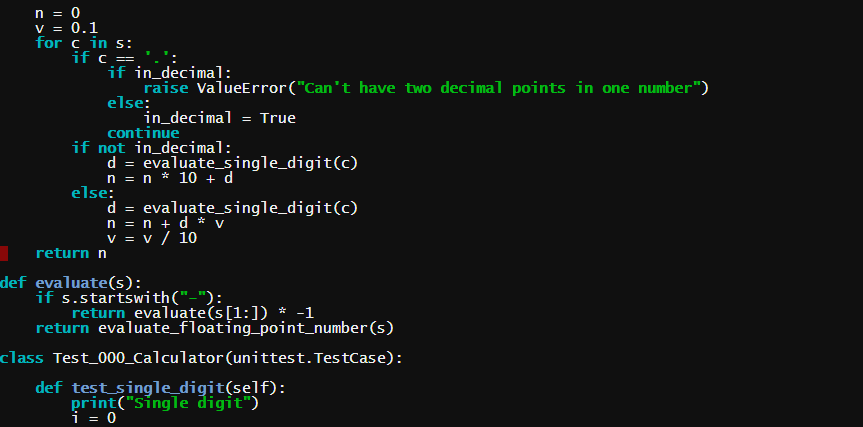 n = 0
    v = 0.1
    for c in s:
        if c == '.':
            if in_decimal:
                raise ValueError("Can't have two decimal points in one number")
            else:
                in_decimal = True
            continue
        if not in_decimal:
            d = evaluate_single_digit(c)
            n = n * 10 + d
        else:
            d = evaluate_single_digit(c)
            n = n + d * v
            v = v / 10
    return n

def evaluate(s):
    if s.startswith("-"):
        return evaluate(s[1:]) * -1
    return evaluate_floating_point_number(s)

class Test_000_Calculator(unittest.TestCase):

    def test_single_digit(self):
        print("Single digit")
        i = 0